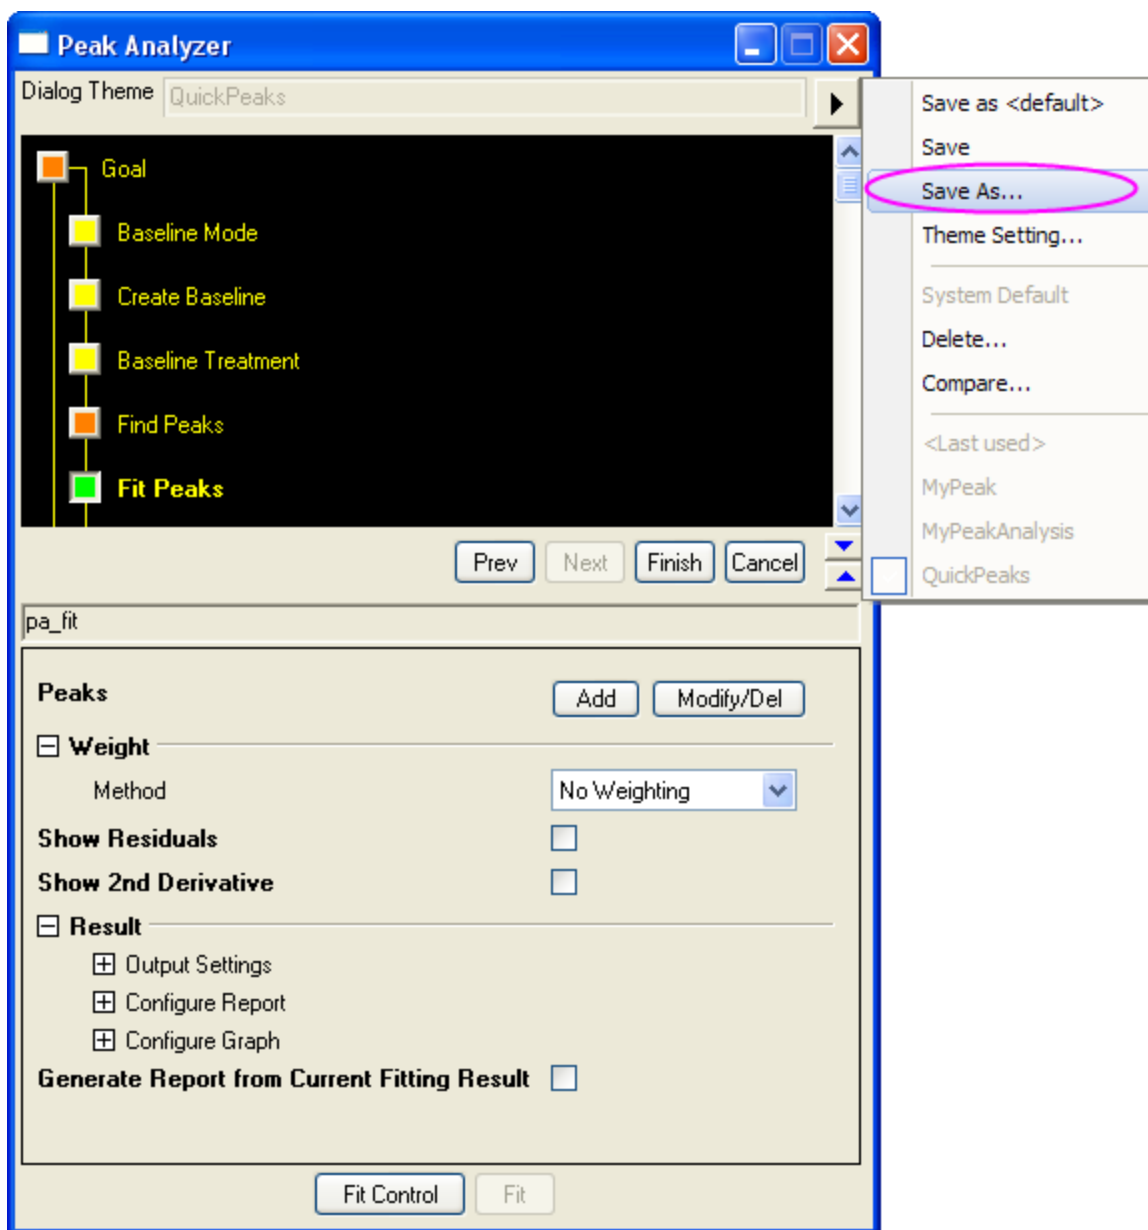 Peak Analyzer
Dialog Theme QuickPeaks
Goal
Baseline Mode
Create Baseline
Baseline Treatment
Find Peaks
Fit Peaks
Prev Next Finish Cancel
Save as <default>
Save
Save As...
Theme Setting...
System Default
Delete...
Compare...
<Last used>
MyPeak
MyPeakAnalysis
QuickPeaks
pa_fit
Peaks Add Modify/Del
Weight
Method No Weighting
Show Residuals
Show 2nd Derivative
Result
Output Settings
Configure Report
Configure Graph
Generate Report from Current Fitting Result
Fit Control Fit